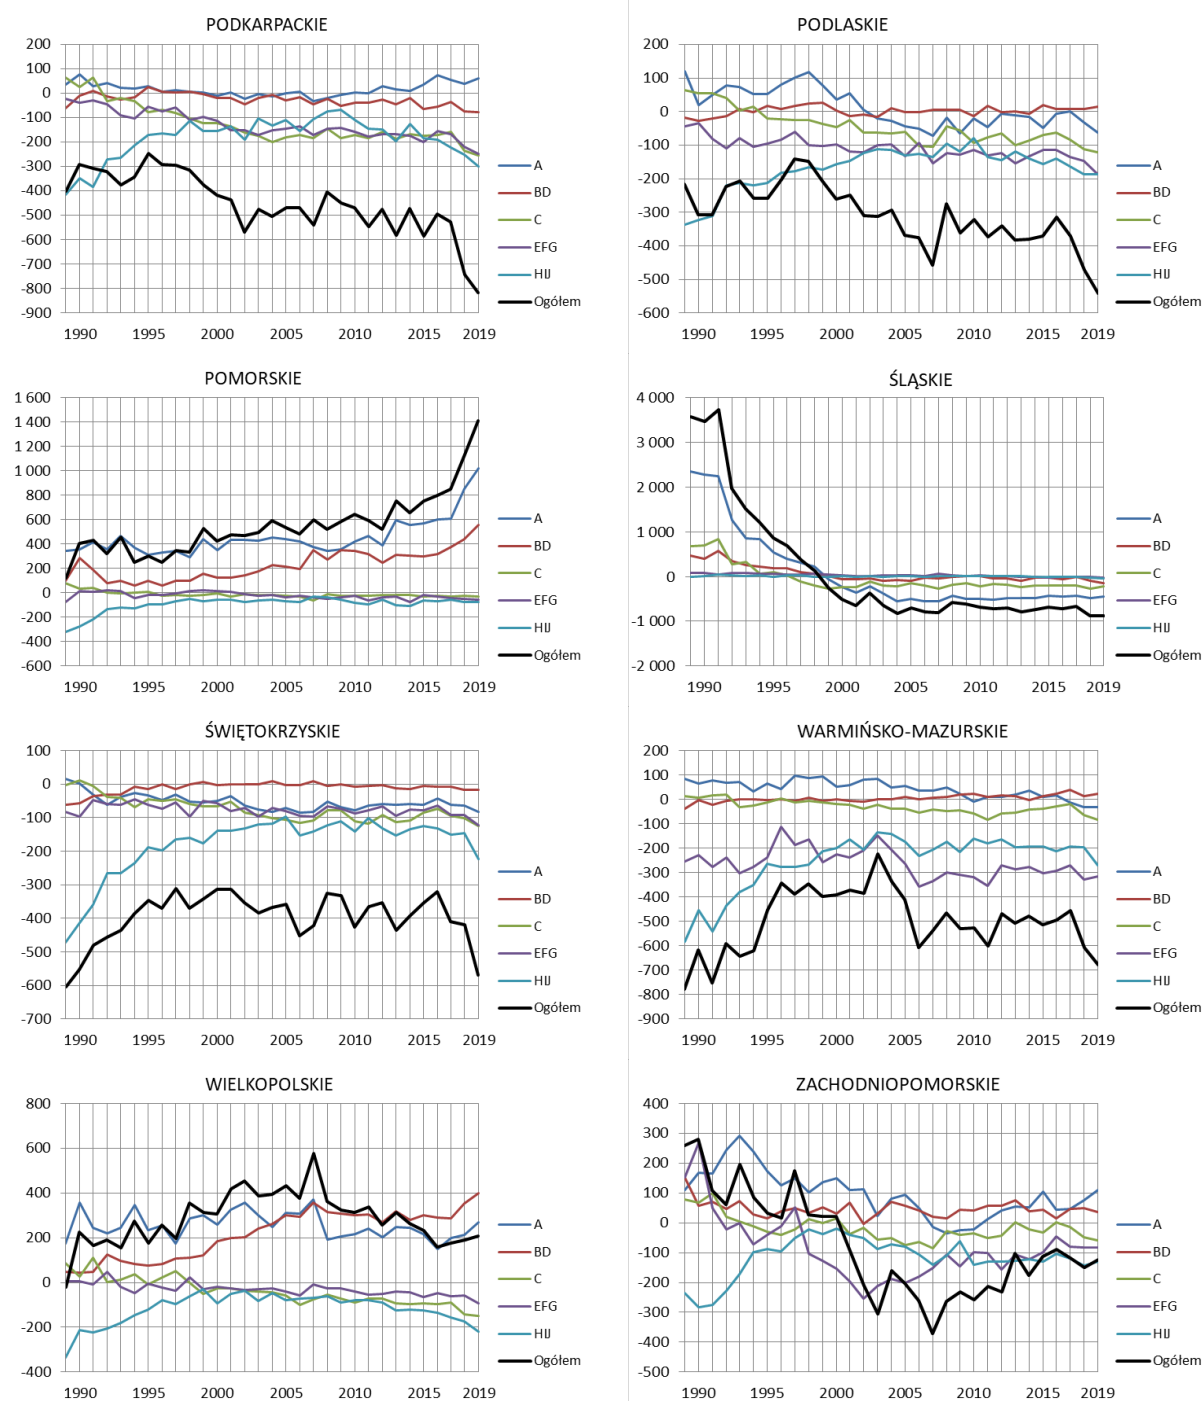 PODKARPACKIE
200
100
0
-100
-200
-300
-400
-500
-600
-700
-800
-900
1990 1995 2000 2005 2010 2015 2019
A
BD
C
EFG
HIJ
Ogółem
PODLASKIE
200
100
0
-100
-200
-300
-400
-500
-600
1990 1995 2000 2005 2010 2015 2019
A
BD
C
EFG
HIJ
Ogółem
POMORSKIE
1 600
1 400
1 200
1 000
800
600
400
200
0
-200
-400
-600
1990 1995 2000 2005 2010 2015 2019
A
BD
C
EFG
HIJ
Ogółem
ŚLĄSKIE
4 000
3 000
2 000
1 000
0
-1 000
-2 000
1990 1995 2000 2005 2010 2015 2019
A
BD
C
EFG
HIJ
Ogółem
ŚWIĘTOKRZYSKIE
100
0
-100
-200
-300
-400
-500
-600
-700
1990 1995 2000 2005 2010 2015 2019
A
BD
C
EFG
HIJ
Ogółem
WARMIŃSKO-MAZURSKIE
200
100
0
-100
-200
-300
-400
-500
-600
-700
-800
-900
1990 1995 2000 2005 2010 2015 2019
A
BD
C
EFG
HIJ
Ogółem
WIELKOPOLSKIE
800
600
400
200
0
-200
-400
1990 1995 2000 2005 2010 2015 2019
A
BD
C
EFG
HIJ
Ogółem
ZACHODNIOPOMORSKIE
400
300
200
100
0
-100
-200
-300
-400
-500
1990 1995 2000 2005 2010 2015 2019
A
BD
C
EFG
HIJ
Ogółem